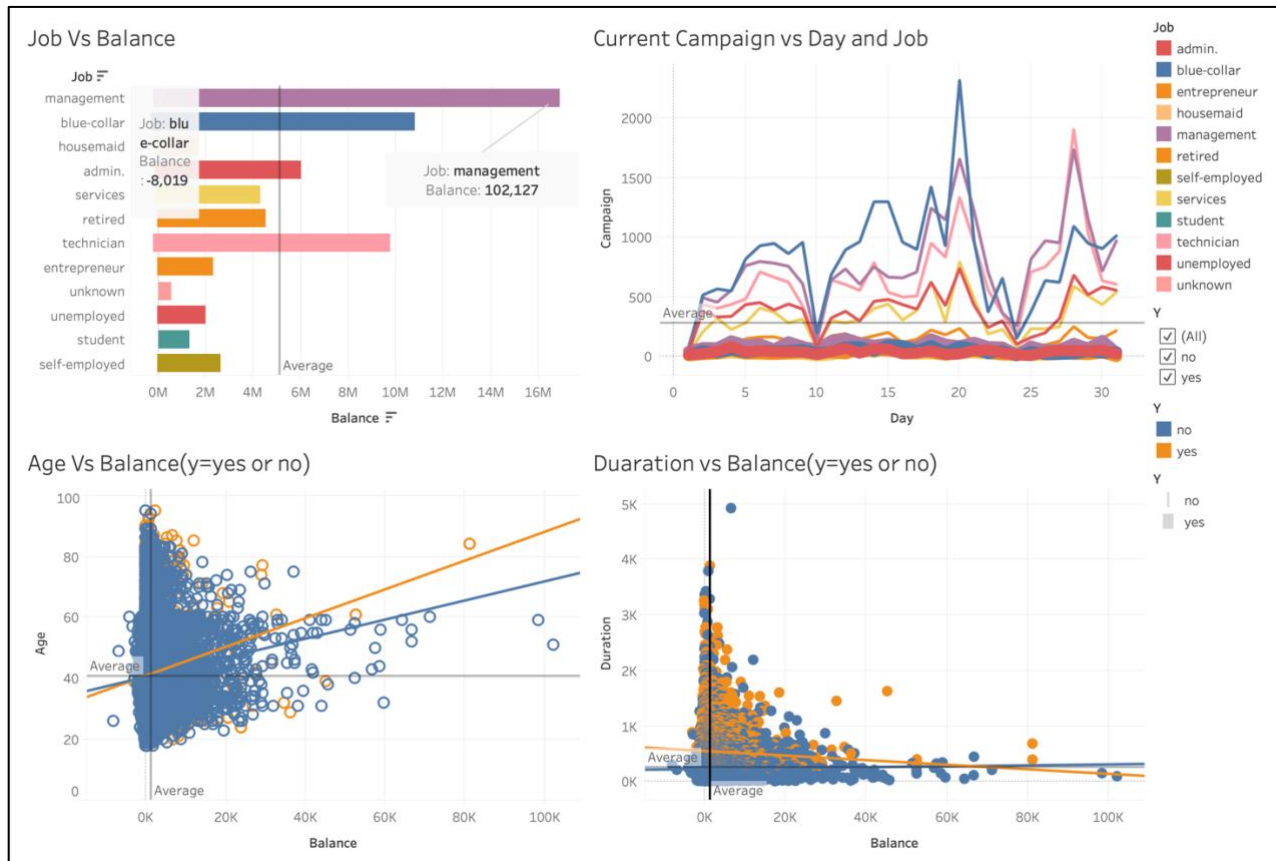 Job Vs Balance
Job
management
blue-collar
housemaid
admin.
services
retired
technician
entrepreneur
unknown
unemployed
student
self-employed
Job: blu
e-collar
Balance
: -8,019
Job: management
Balance: 102,127
Average
0M 2M 4M 6M 8M 10M 12M 14M 16M
Balance
Current Campaign vs Day and Job
Campaign
2000
1500
1000
500
0
Average
0 5 10 15 20 25 30
Day
Job
admin.
blue-collar
entrepreneur
housemaid
management
retired
self-employed
services
student
technician
unemployed
unknown
Y
(All)
no
yes
Y
no
yes
Y
no
yes
Age Vs Balance(y=yes or no)
Age
100
80
60
40
20
0
Average
Average
0K 20K 40K 60K 80K 100K
Balance
Duaration vs Balance(y=yes or no)
Duration
5K
4K
3K
2K
1K
0K
Average
Average
0K 20K 40K 60K 80K 100K
Balance